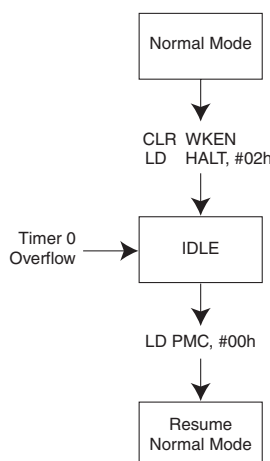 Normal Mode
CLR WKEN
LD HALT, #02h
Timer 0
Overflow
IDLE
LD PMC, #00h
Resume
Normal Mode